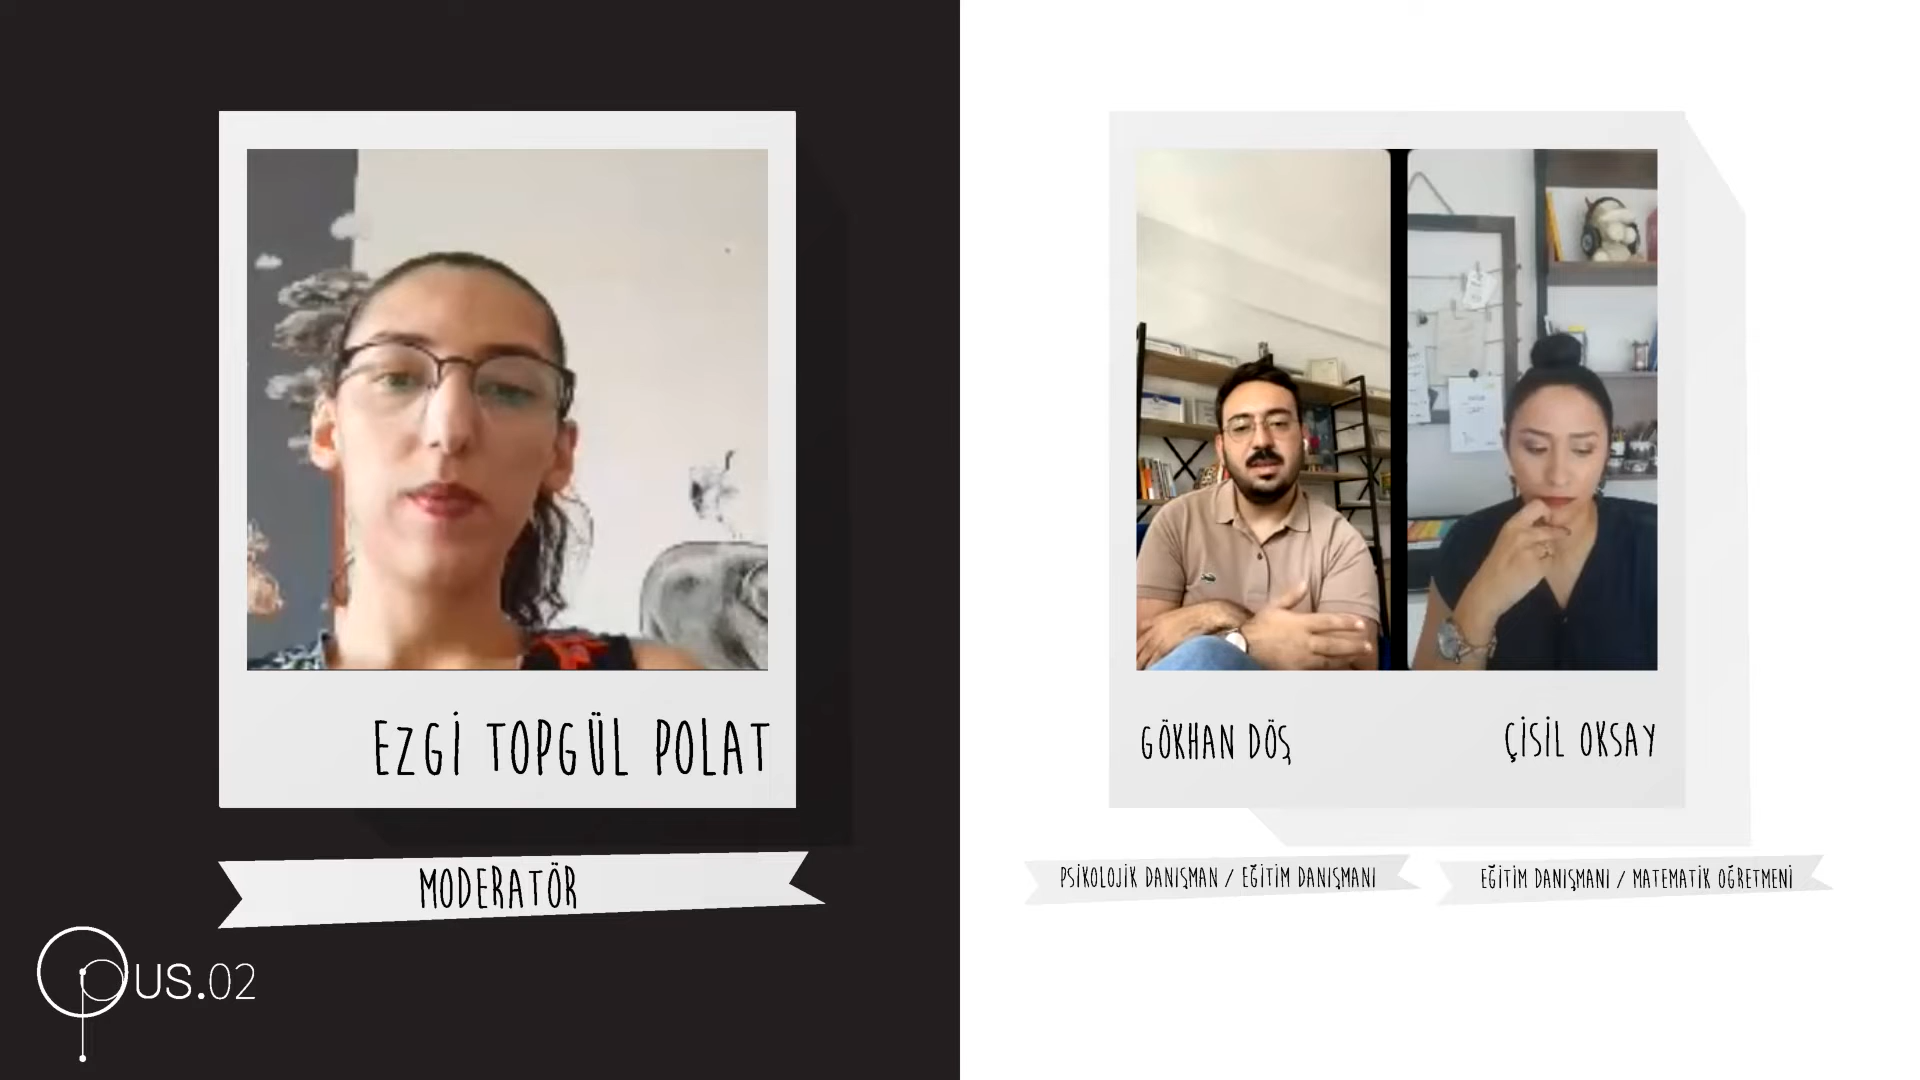 EZGİ TOPGÜL POLAT
MODERATÖR
OPUS.02
GÖKHAN DÖŞ
ÇİSİL OKSAY
PSİKOLOJİK DANIŞMAN / EĞİTİM DANIŞMANI
EĞİTİM DANIŞMANI / MATEMATİK ÖĞRETMENİ